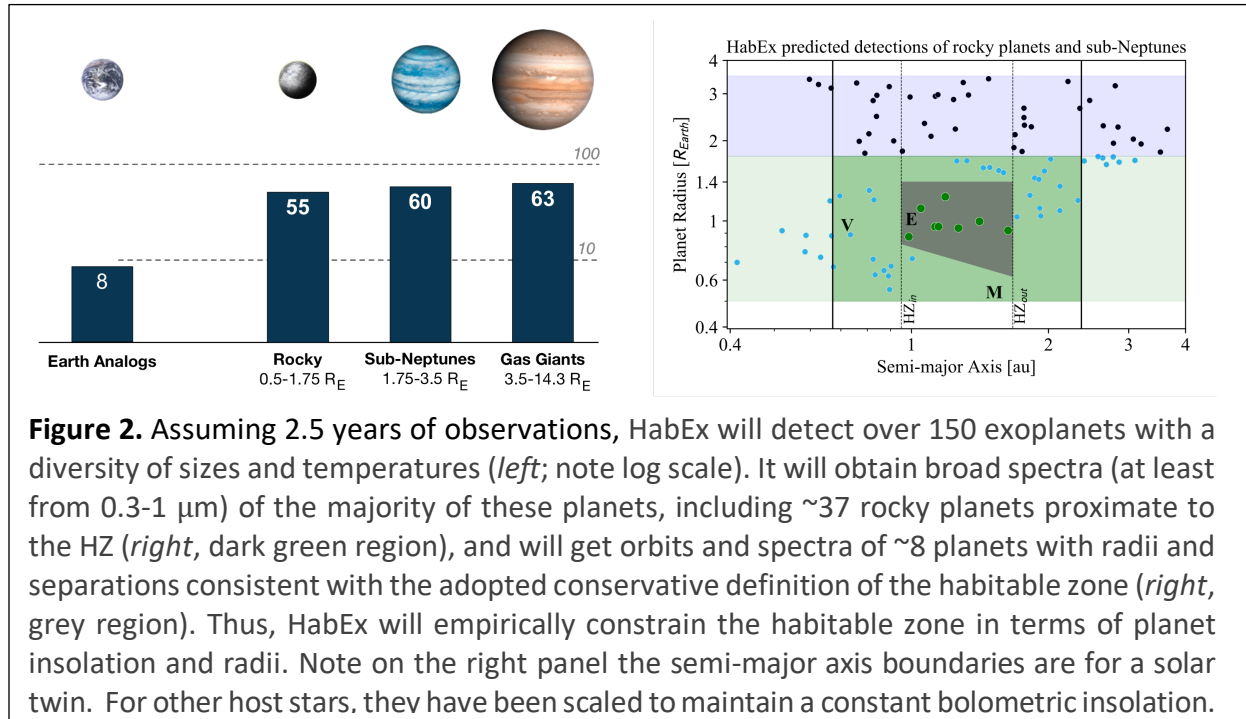 100
55
60
63
10
8
Earth Analogs
Rocky
0.5-1.75 R_E
Sub-Neptunes
1.75-3.5 R_E
Gas Giants
3.5-14.3 R_E
HabEx predicted detections of rocky planets and sub-Neptunes
4
3
2
1.4
1
0.6
0.4
Planet Radius [R_Earth]
V
E
M
HZ_in
HZ_out
0.4
1
2
3
4
Semi-major Axis [au]
Figure 2. Assuming 2.5 years of observations, HabEx will detect over 150 exoplanets with a
diversity of sizes and temperatures (left; note log scale). It will obtain broad spectra (at least
from 0.3-1 μm) of the majority of these planets, including ~37 rocky planets proximate to
the HZ (right, dark green region), and will get orbits and spectra of ~8 planets with radii and
separations consistent with the adopted conservative definition of the habitable zone (right,
grey region). Thus, HabEx will empirically constrain the habitable zone in terms of planet
insolation and radii. Note on the right panel the semi-major axis boundaries are for a solar
twin. For other host stars, they have been scaled to maintain a constant bolometric insolation.